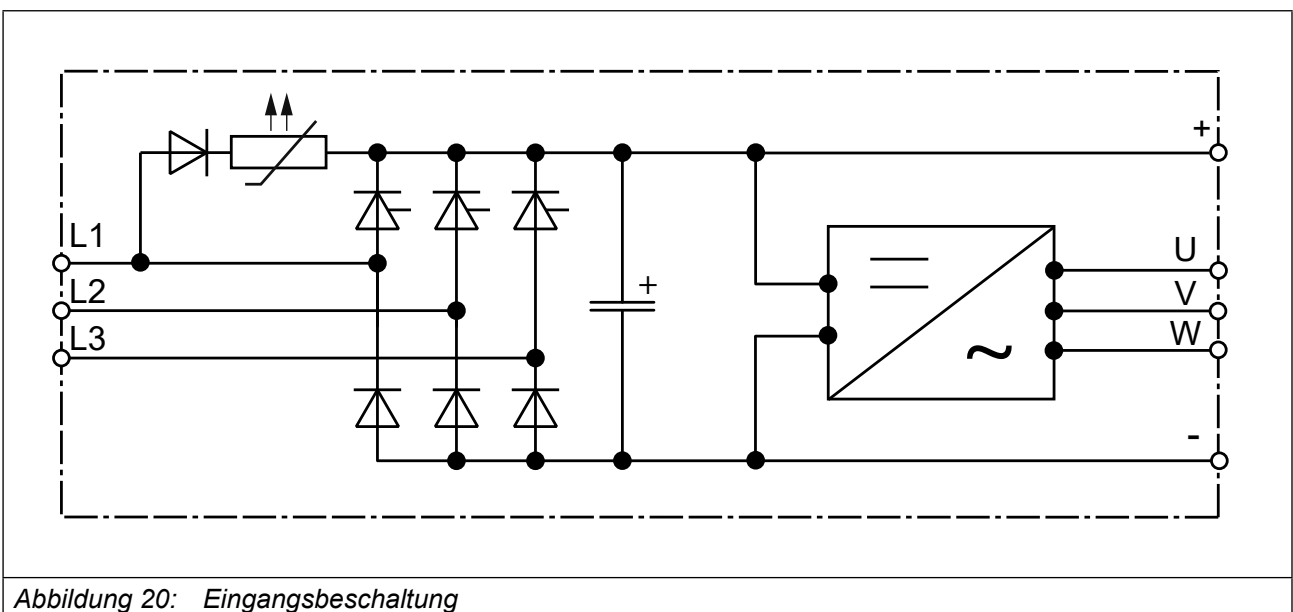 +
L1
L2
L3
+
U
V
W
~
-
Abbildung 20: Eingangsbeschaltung